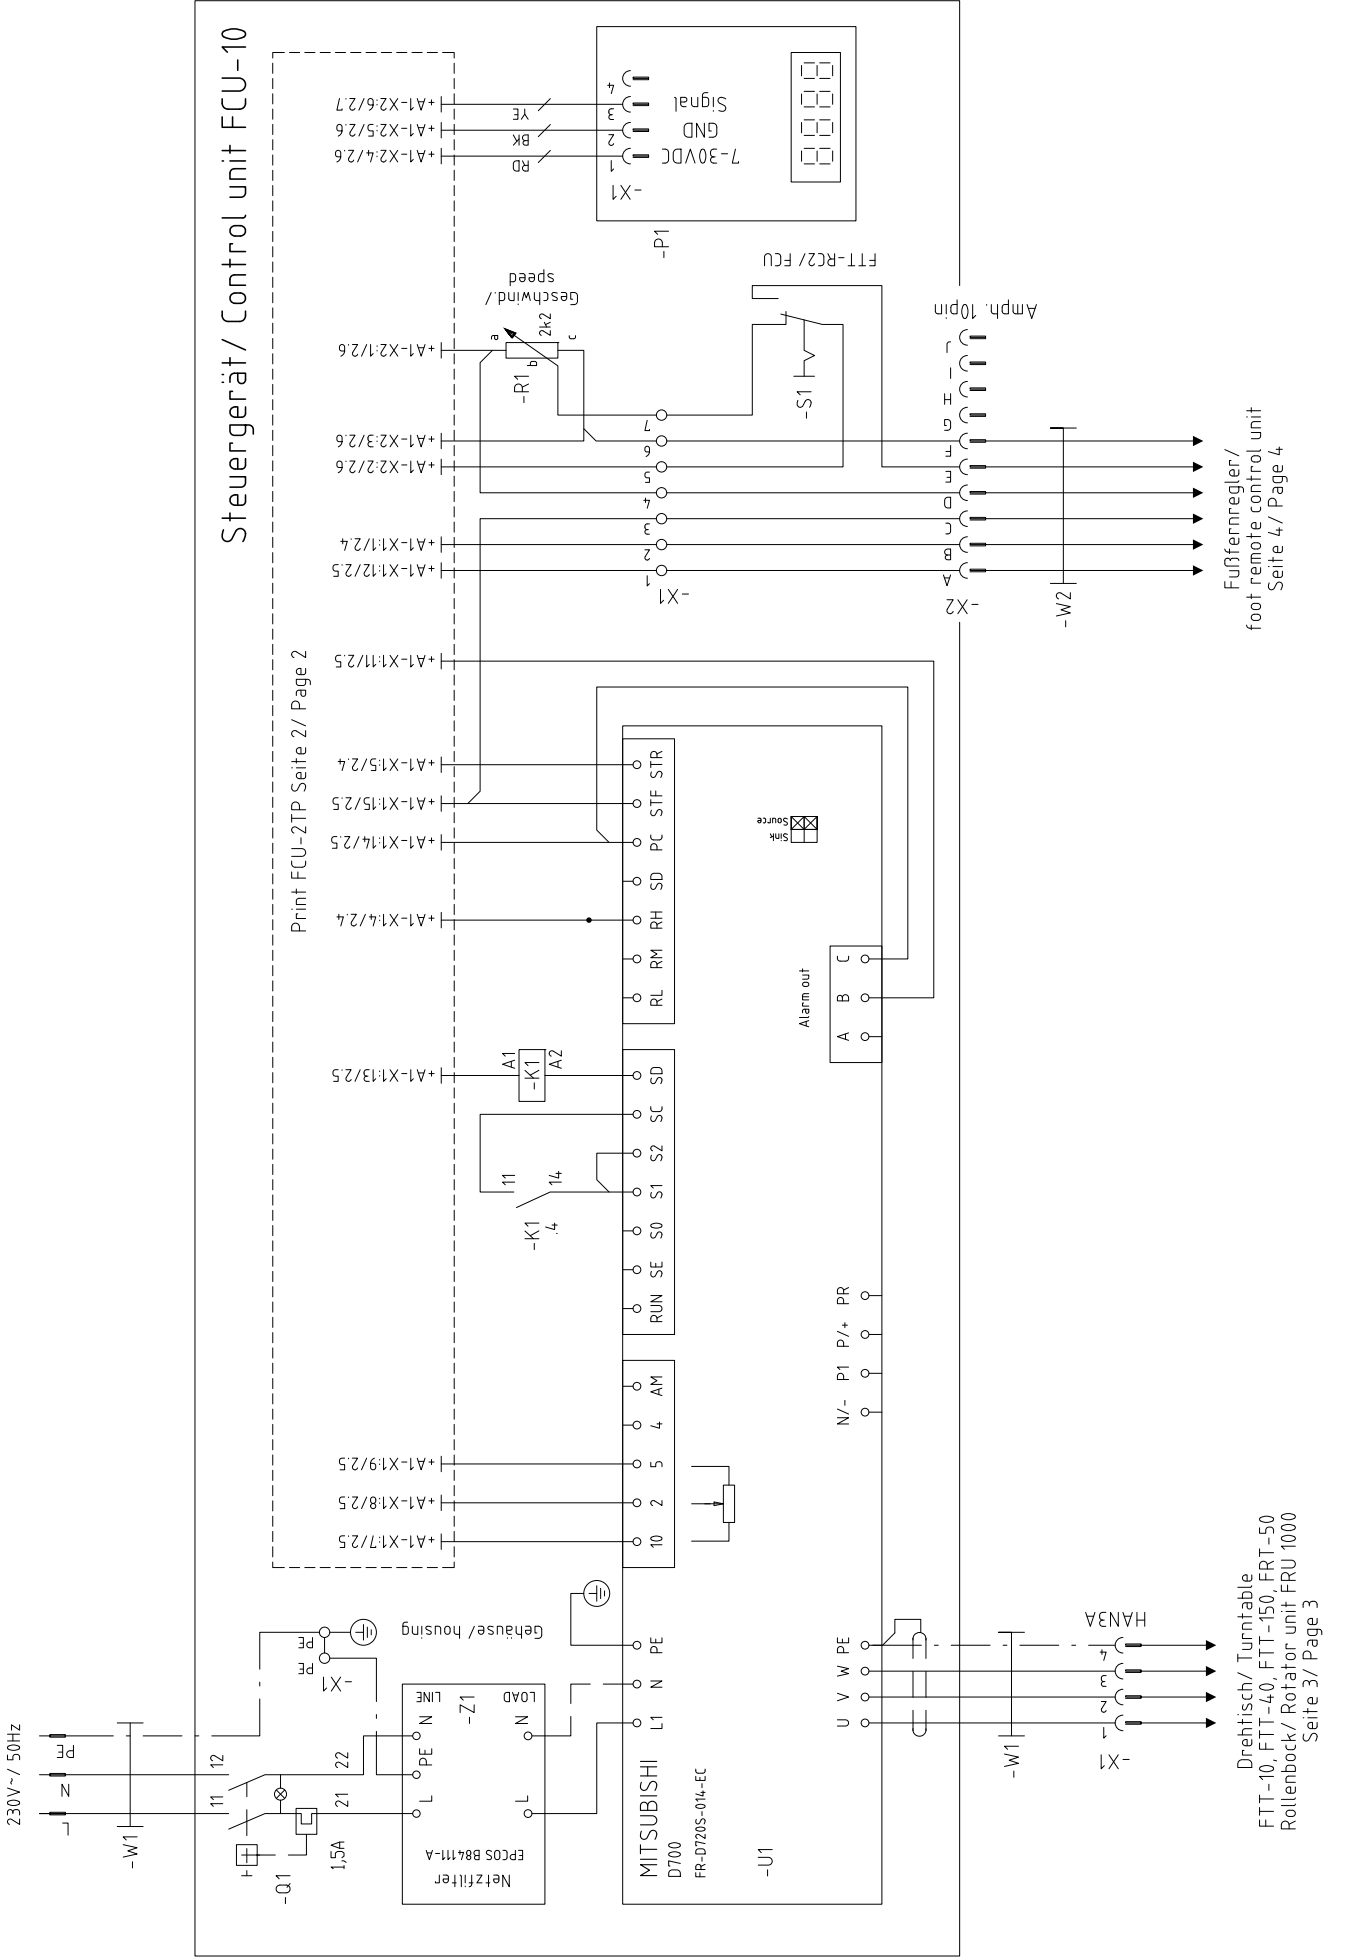 Steuergerät/ Control unit FCU-10
Print FCU-2TP Seite 2/ Page 2
230V~/ 50Hz
L
N
PE
-W1
11
12
-Q1
1,5A
21
22
PE
PE
-X1
Gehäuse/ housing
L
PE
N
LINE
-Z1
Netzfilter
EPCOS B84111-A
L
N
LOAD
+A1-X1:7/2.5
+A1-X1:8/2.5
+A1-X1:9/2.5
+A1-X1:13/2.5
+A1-X1:4/2.4
+A1-X1:14/2.5
+A1-X1:15/2.5
+A1-X1:5/2.4
+A1-X1:11/2.5
+A1-X1:12/2.5
+A1-X1:1/2.4
+A1-X2:2/2.6
+A1-X2:3/2.6
+A1-X2:1/2.6
+A1-X2:4/2.6
+A1-X2:5/2.6
+A1-X2:6/2.7
-K1
.4
11
14
A1
-K1
A2
Geschwind./
speed
-R1
a
b
c
2k2
RD
BK
YE
-X1
1
2
3
4
7-30VDC
GND
Signal
-P1
-X1
1
2
3
4
5
6
7
-S1
FTT-RC2/ FCU
MITSUBISHI
D700
FR-D720S-014-EC
-U1
L1
N
PE
10
2
5
4
AM
RUN
SE
S0
S1
S2
SC
SD
RL
RM
RH
SD
PC
STF
STR
Sink
Source
Alarm out
A
B
C
N/-
P1
P/+
PR
U
V
W
PE
-X2
A
B
C
D
E
F
G
H
I
J
Amph. 10pin
-W2
Fußfernregler/
foot remote control unit
Seite 4/ Page 4
-W1
-X1
1
2
3
4
HAN3A
Drehtisch/ Turntable
FTT-10, FTT-40, FTT-150, FRT-50
Rollenbock/ Rotator unit FRU 1000
Seite 3/ Page 3